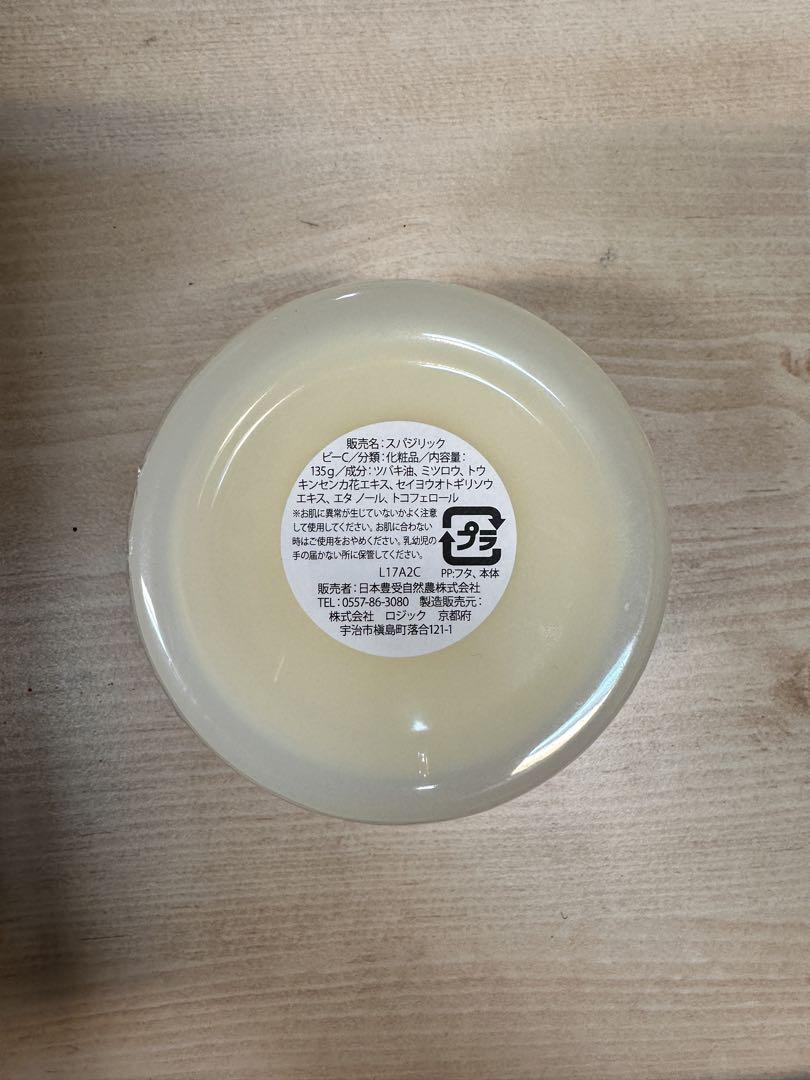 販売名:スパジリック
ビーC/分類:化粧品/内容量:
135g/成分:ツバキ油、ミツロウ、トウ
キンセンカ花エキス、セイヨウオトギリソウ
エキス、エタ ノール、トコフェロール
※お肌に異常が生じていないかよく注意
して使用してください。お肌に合わない
時はご使用をおやめください。乳幼児の
手の届かない所に保管してください。
プラ
L17A2C PP:フタ、本体
販売者:日本豊受自然農株式会社
TEL:0557-86-3080 製造販売元:
株式会社 ロジック 京都府
宇治市槇島町落合121-1